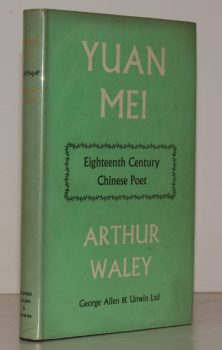 YUAN
MEI
Eighteenth Century
Chinese Poet
ARTHUR
WALEY
George Allen & Unwin Ltd